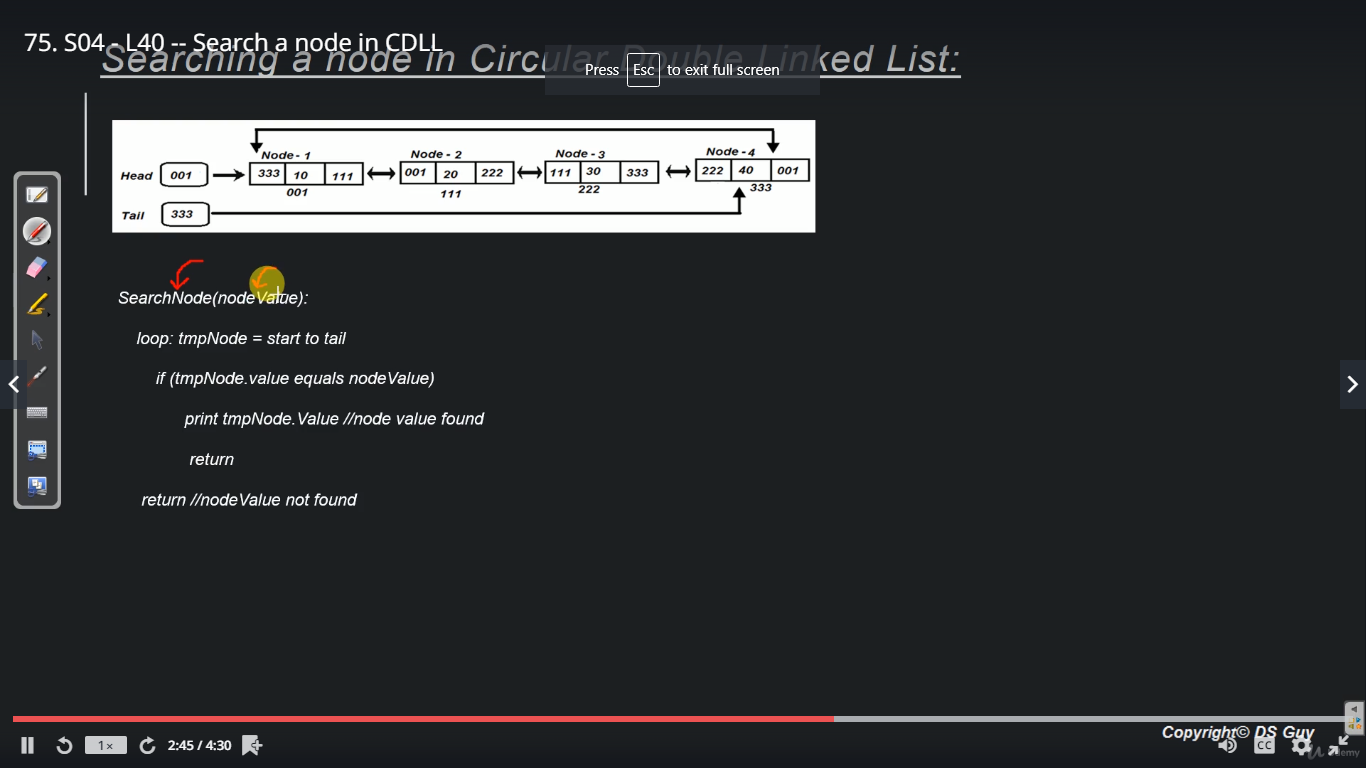 75. S04 - L40 -- Search a node in CDLL
Searching a node in Circular Double Linked List:
Press Esc to exit full screen
Node - 1 Node - 2 Node - 3 Node - 4
Head 001 333 10 111 001 20 222 111 30 333 222 40 001
001 111 222 333
Tail 333
SearchNode(nodeValue):
loop: tmpNode = start to tail
if (tmpNode.value equals nodeValue)
print tmpNode.Value //node value found
return
return //nodeValue not found
Copyright© DS Guy
1x 2:45 / 4:30 CC